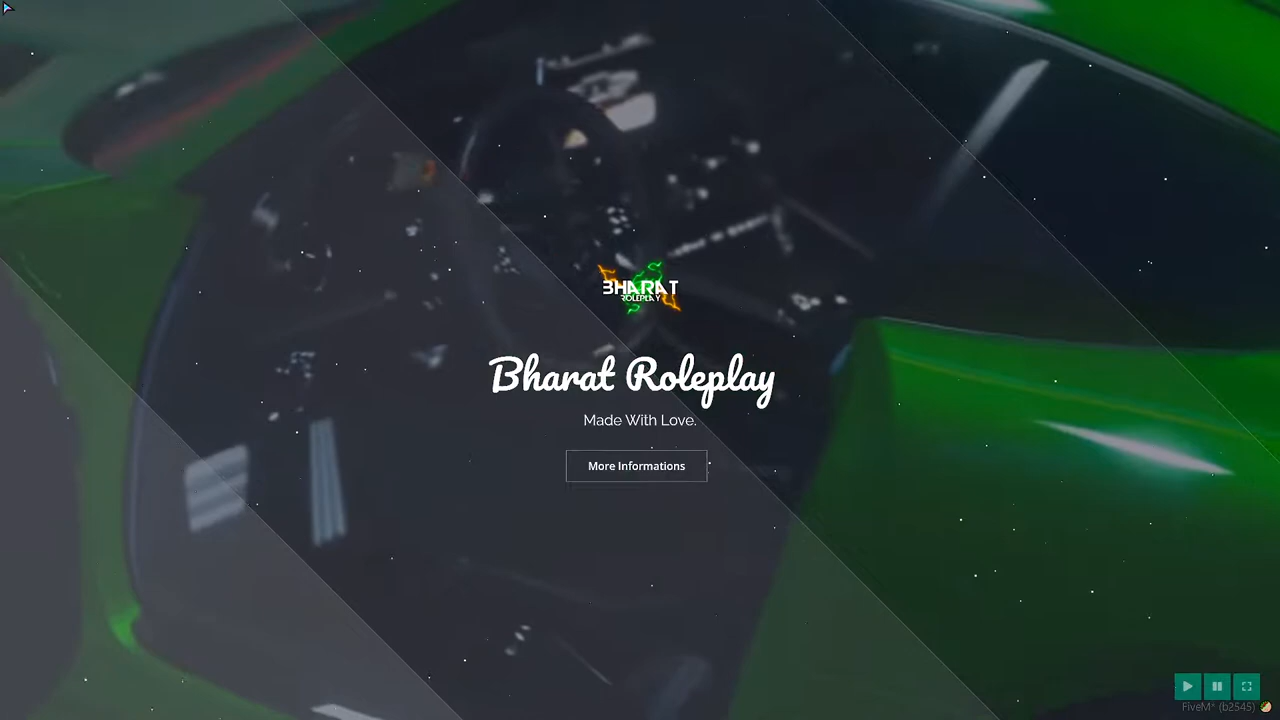 BHARAT
ROLEPLAY
Bharat Roleplay
Made With Love.
More Informations
FiveM* (b2545)